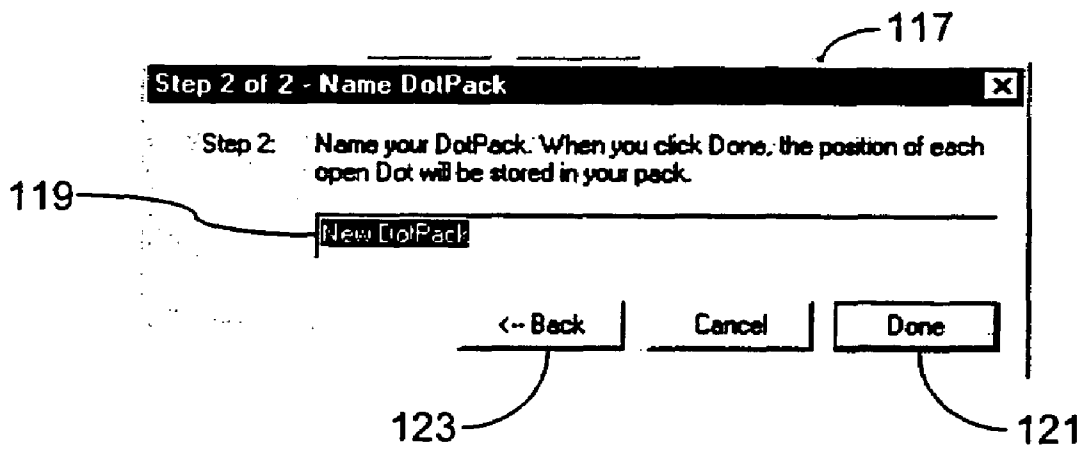 117
Step 2 of 2 - Name DotPack
Step 2: Name your DotPack. When you click Done, the position of each
open Dot will be stored in your pack.
119
New DotPack
<-- Back Cancel Done
123
121